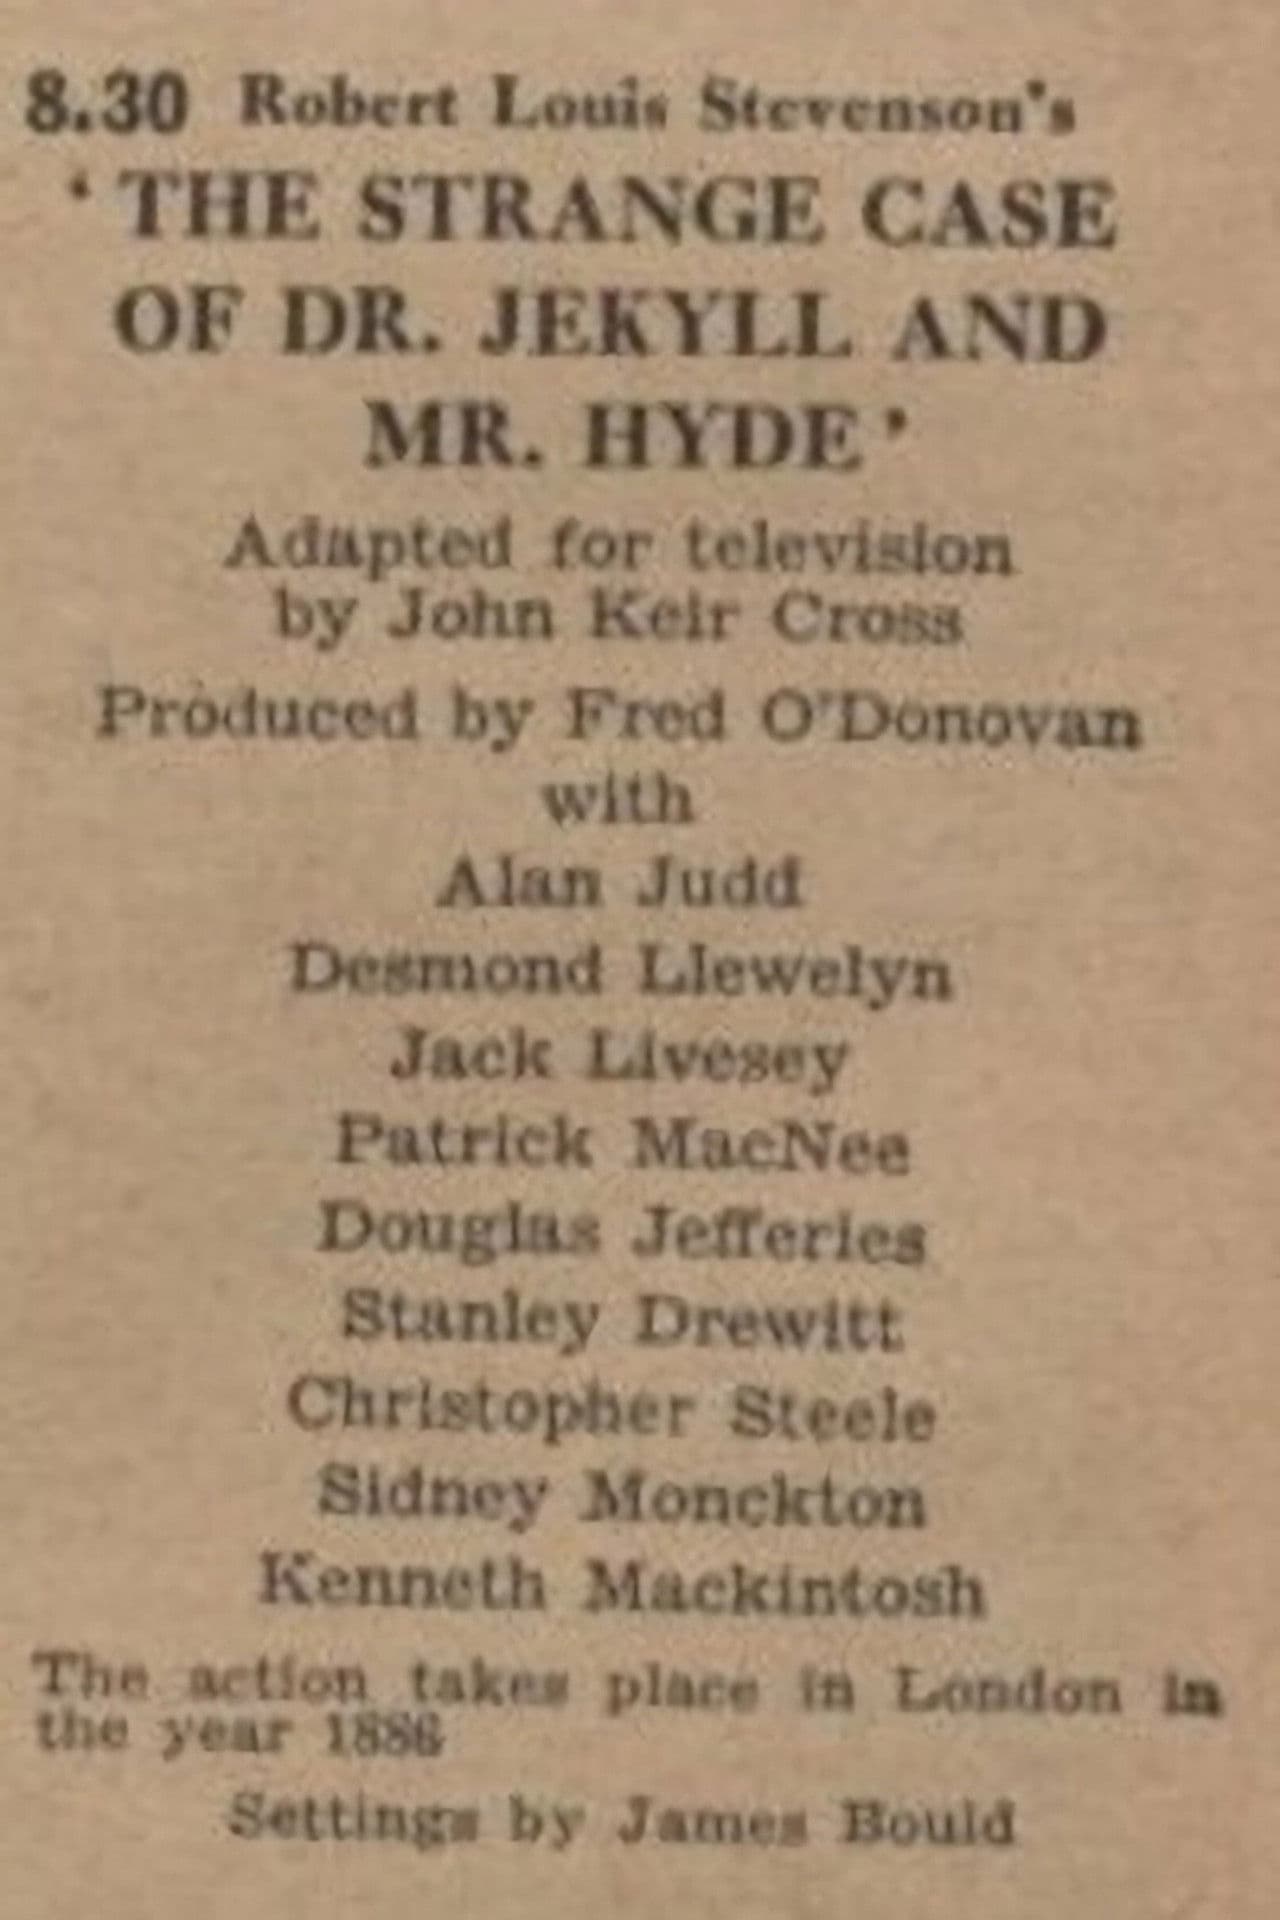 8.30 Robert Louis Stevenson's
‘THE STRANGE CASE
OF DR. JEKYLL AND
MR. HYDE’
Adapted for television
by John Keir Cross
Produced by Fred O'Donovan
with
Alan Judd
Desmond Llewelyn
Jack Livesey
Patrick MacNee
Douglas Jefferies
Stanley Drewitt
Christopher Steele
Sidney Monckton
Kenneth Mackintosh
The action takes place in London in
the year 1886
Settings by James Bould